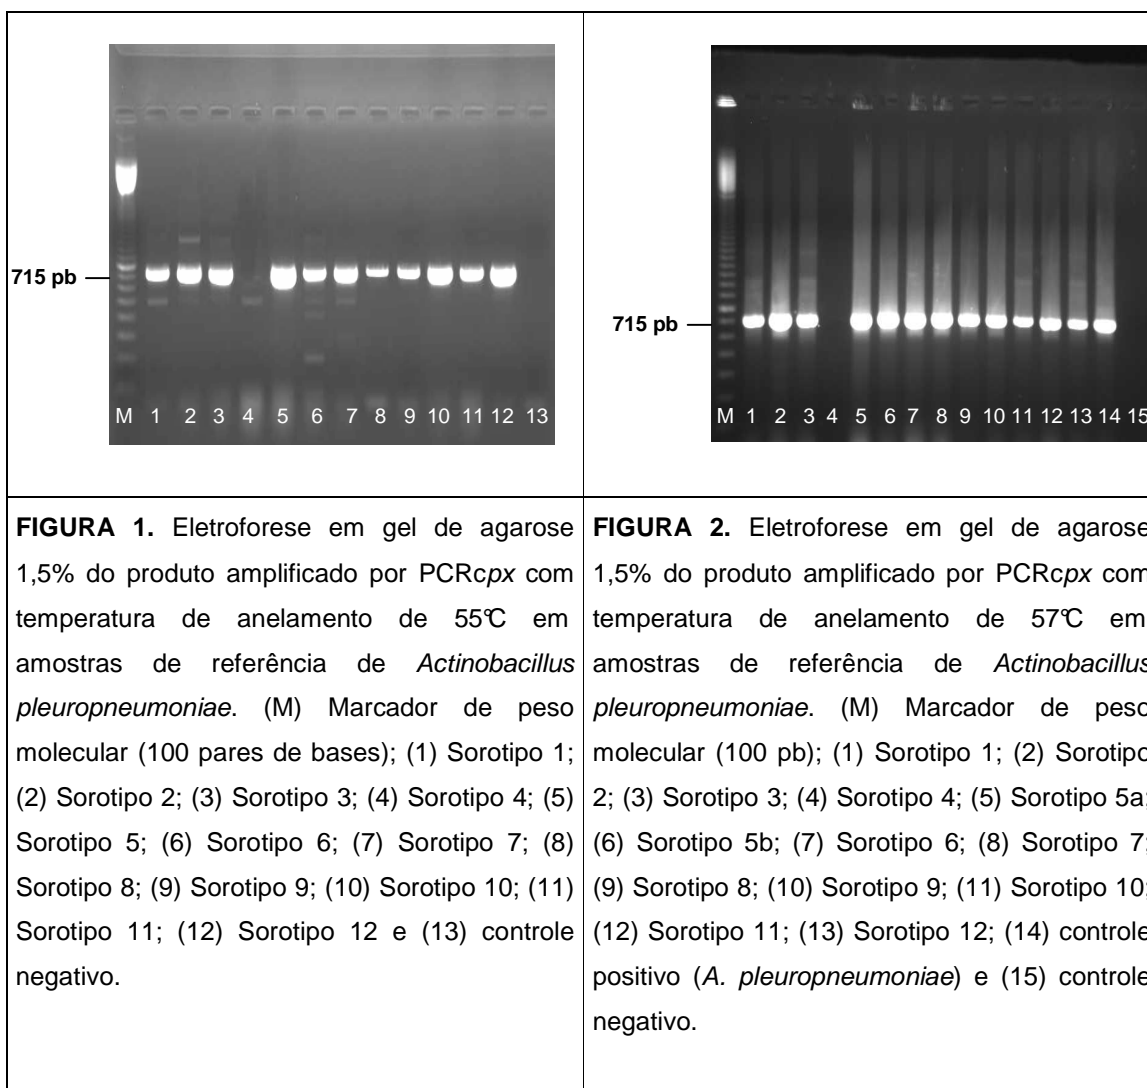 715 pb
M 1 2 3 4 5 6 7 8 9 10 11 12 13
715 pb
M 1 2 3 4 5 6 7 8 9 10 11 12 13 14 15
FIGURA 1. Eletroforese em gel de agarose
1,5% do produto amplificado por PCRcpx com
temperatura de anelamento de 55°C em
amostras de referência de Actinobacillus
pleuropneumoniae. (M) Marcador de peso
molecular (100 pares de bases); (1) Sorotipo 1;
(2) Sorotipo 2; (3) Sorotipo 3; (4) Sorotipo 4; (5)
Sorotipo 5; (6) Sorotipo 6; (7) Sorotipo 7; (8)
Sorotipo 8; (9) Sorotipo 9; (10) Sorotipo 10; (11)
Sorotipo 11; (12) Sorotipo 12 e (13) controle
negativo.
FIGURA 2. Eletroforese em gel de agarose
1,5% do produto amplificado por PCRcpx com
temperatura de anelamento de 57°C em
amostras de referência de Actinobacillus
pleuropneumoniae. (M) Marcador de peso
molecular (100 pb); (1) Sorotipo 1; (2) Sorotipo
2; (3) Sorotipo 3; (4) Sorotipo 4; (5) Sorotipo 5a;
(6) Sorotipo 5b; (7) Sorotipo 6; (8) Sorotipo 7;
(9) Sorotipo 8; (10) Sorotipo 9; (11) Sorotipo 10;
(12) Sorotipo 11; (13) Sorotipo 12; (14) controle
positivo (A. pleuropneumoniae) e (15) controle
negativo.